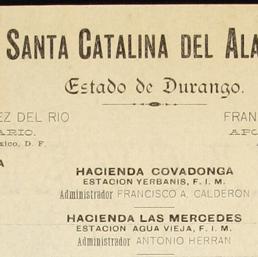 SANTA CATALINA DEL ALA
Estado de Durango.
EZ DEL RIO
FRAN
ARIO.
APO
xico, D. F.
HACIENDA COVADONGA
ESTACION YERBANIS, F. I. M.
Administrador FRANCISCO A. CALDERON
HACIENDA LAS MERCEDES
ESTACION AGUA VIEJA, F. I. M.
Administrador ANTONIO HERRAN